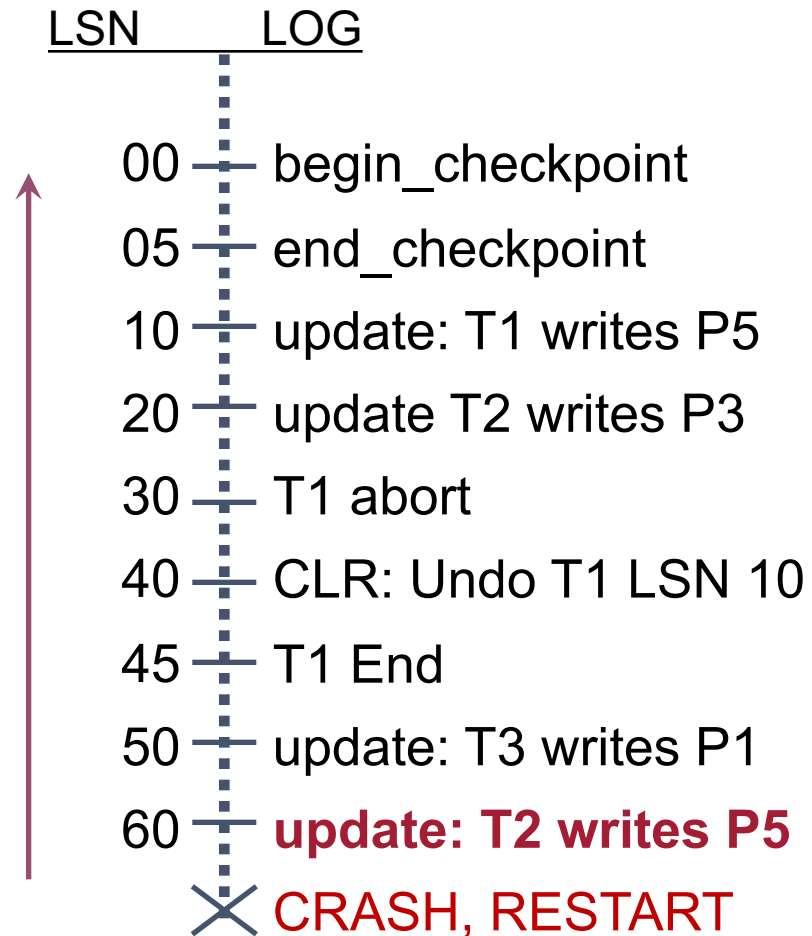 LSN LOG
00 begin_checkpoint
05 end_checkpoint
10 update: T1 writes P5
20 update T2 writes P3
30 T1 abort
40 CLR: Undo T1 LSN 10
45 T1 End
50 update: T3 writes P1
60 update: T2 writes P5
CRASH, RESTART